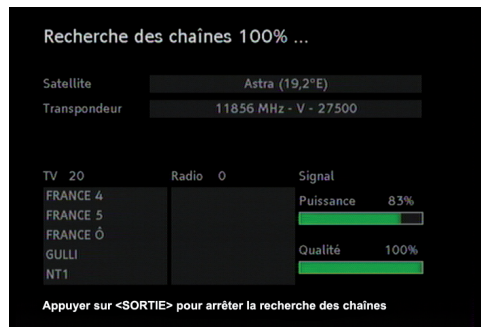 Recherche des chaînes 100% ...
Satellite Astra (19,2°E)
Transpondeur 11856 MHz - V - 27500
TV 20 Radio 0 Signal
FRANCE 4
FRANCE 5
FRANCE Ô
GULLI
NT1
Puissance 83%
Qualité 100%
Appuyer sur <SORTIE> pour arrêter la recherche des chaînes